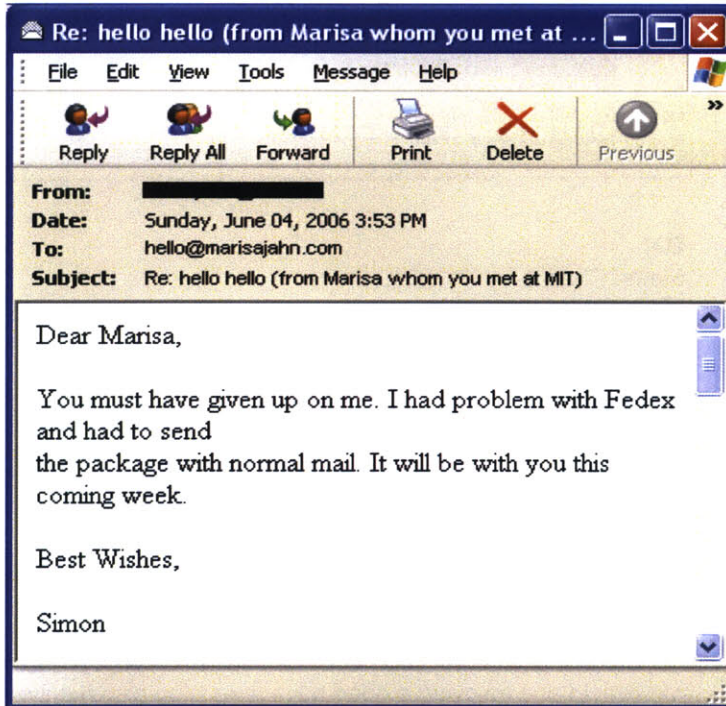 Re: hello hello (from Marisa whom you met at ...
File Edit View Tools Message Help
Reply Reply All Forward Print Delete Previous »
From:
Date: Sunday, June 04, 2006 3:53 PM
To: hello@marisajahn.com
Subject: Re: hello hello (from Marisa whom you met at MIT)
Dear Marisa,
You must have given up on me. I had problem with Fedex
and had to send
the package with normal mail. It will be with you this
coming week.
Best Wishes,
Simon